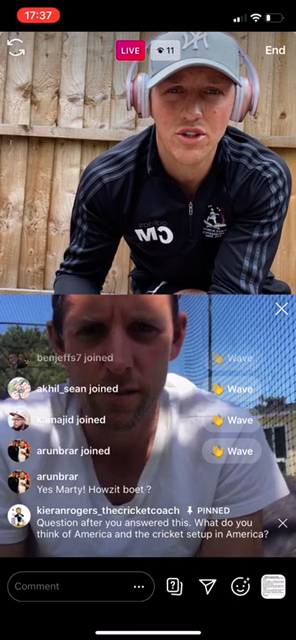 17:37
LIVE 11 End
CM
benjeffs7 joined
Wave
akhil_sean joined
Wave
kamajid joined
Wave
arunbrar joined
Wave
arunbrar
Yes Marty! Howzit boet ?
kieranrogers_thecricketcoach PINNED
Question after you answered this. What do you
think of America and the cricket setup in America?
Comment